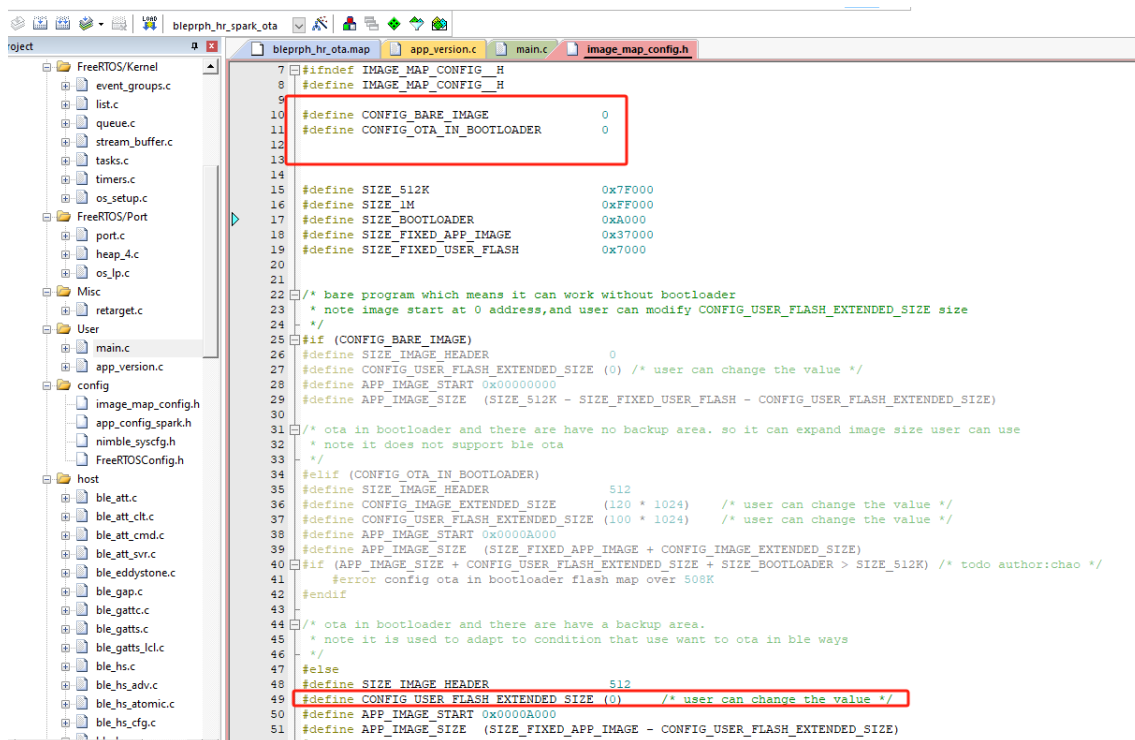 LOAD
bleprph_hr_spark_ota
roject
FreeRTOS/Kernel
event_groups.c
list.c
queue.c
stream_buffer.c
tasks.c
timers.c
os_setup.c
FreeRTOS/Port
port.c
heap_4.c
os_lp.c
Misc
retarget.c
User
main.c
app_version.c
config
image_map_config.h
app_config_spark.h
nimble_syscfg.h
FreeRTOSConfig.h
host
ble_att.c
ble_att_clt.c
ble_att_cmd.c
ble_att_svr.c
ble_eddystone.c
ble_gap.c
ble_gattc.c
ble_gatts.c
ble_gatts_lcl.c
ble_hs.c
ble_hs_adv.c
ble_hs_atomic.c
ble_hs_cfg.c
bleprph_hr_ota.map app_version.c main.c image_map_config.h
7 #ifndef IMAGE_MAP_CONFIG__H
8 #define IMAGE_MAP_CONFIG__H
9
10 #define CONFIG_BARE_IMAGE 0
11 #define CONFIG_OTA_IN_BOOTLOADER 0
12
13
14
15 #define SIZE_512K 0x7F000
16 #define SIZE_1M 0xFF000
17 #define SIZE_BOOTLOADER 0xA000
18 #define SIZE_FIXED_APP_IMAGE 0x37000
19 #define SIZE_FIXED_USER_FLASH 0x7000
20
21
22 /* bare program which means it can work without bootloader
23 * note image start at 0 address,and user can modify CONFIG_USER_FLASH_EXTENDED_SIZE size
24 */
25 #if (CONFIG_BARE_IMAGE)
26 #define SIZE_IMAGE_HEADER 0
27 #define CONFIG_USER_FLASH_EXTENDED_SIZE (0) /* user can change the value */
28 #define APP_IMAGE_START 0x00000000
29 #define APP_IMAGE_SIZE (SIZE_512K - SIZE_FIXED_USER_FLASH - CONFIG_USER_FLASH_EXTENDED_SIZE)
30
31 /* ota in bootloader and there are have no backup area. so it can expand image size user can use
32 * note it does not support ble ota
33 */
34 #elif (CONFIG_OTA_IN_BOOTLOADER)
35 #define SIZE_IMAGE_HEADER 512
36 #define CONFIG_IMAGE_EXTENDED_SIZE (120 * 1024) /* user can change the value */
37 #define CONFIG_USER_FLASH_EXTENDED_SIZE (100 * 1024) /* user can change the value */
38 #define APP_IMAGE_START 0x0000A000
39 #define APP_IMAGE_SIZE (SIZE_FIXED_APP_IMAGE + CONFIG_IMAGE_EXTENDED_SIZE)
40 #if (APP_IMAGE_SIZE + CONFIG_USER_FLASH_EXTENDED_SIZE + SIZE_BOOTLOADER > SIZE_512K) /* todo author:chao */
41 #error config ota in bootloader flash map over 508K
42 #endif
43
44 /* ota in bootloader and there are have a backup area.
45 * note it is used to adapt to condition that use want to ota in ble ways
46 */
47 #else
48 #define SIZE_IMAGE_HEADER 512
49 #define CONFIG_USER_FLASH_EXTENDED_SIZE (0) /* user can change the value */
50 #define APP_IMAGE_START 0x0000A000
51 #define APP_IMAGE_SIZE (SIZE_FIXED_APP_IMAGE - CONFIG_USER_FLASH_EXTENDED_SIZE)